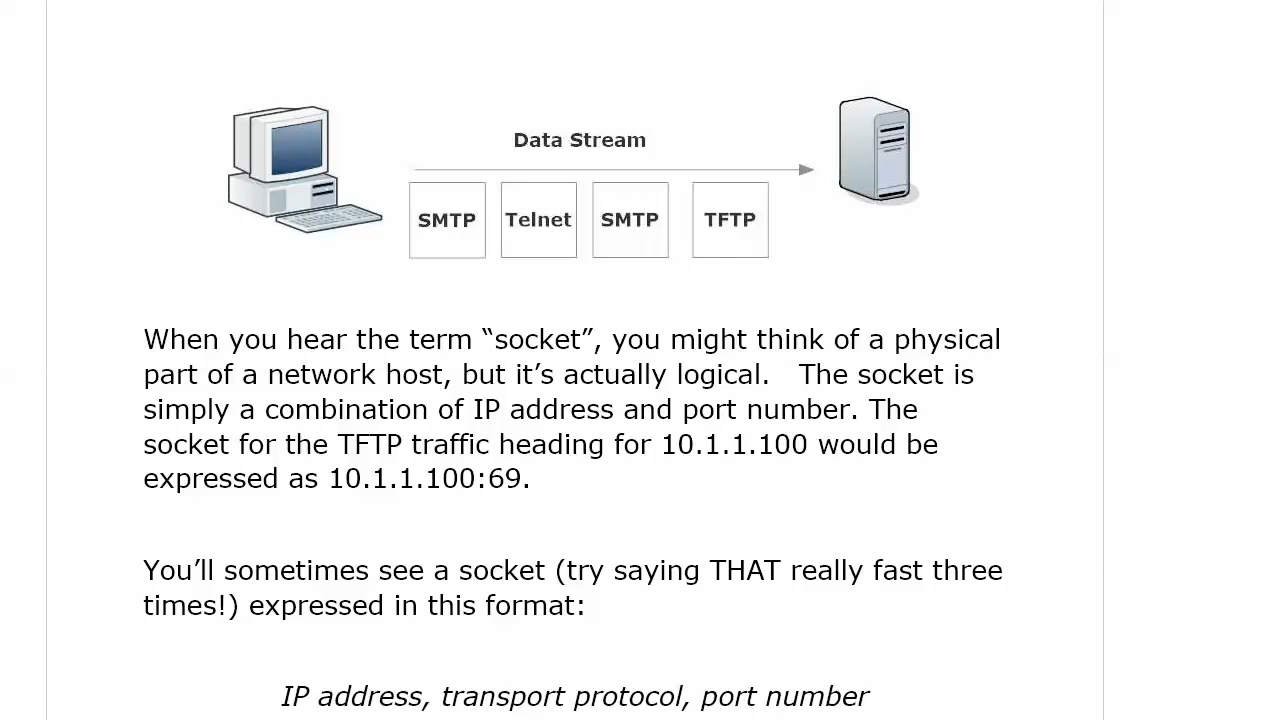 Data Stream
SMTP Telnet SMTP TFTP
When you hear the term “socket”, you might think of a physical
part of a network host, but it’s actually logical.   The socket is
simply a combination of IP address and port number. The
socket for the TFTP traffic heading for 10.1.1.100 would be
expressed as 10.1.1.100:69.
You’ll sometimes see a socket (try saying THAT really fast three
times!) expressed in this format:
IP address, transport protocol, port number